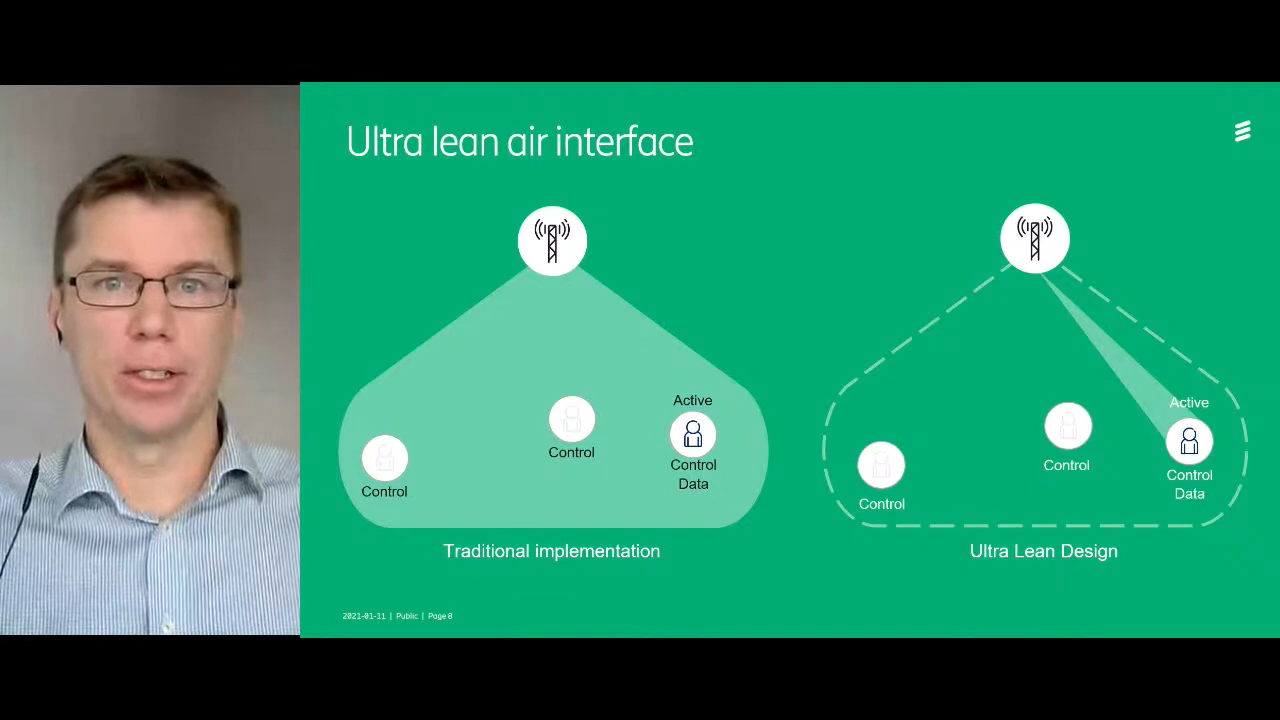 Ultra lean air interface
Active
Control
Control
Control
Data
Traditional implementation
Active
Control
Control
Control
Data
Ultra Lean Design
2021-01-11 | Public | Page 8